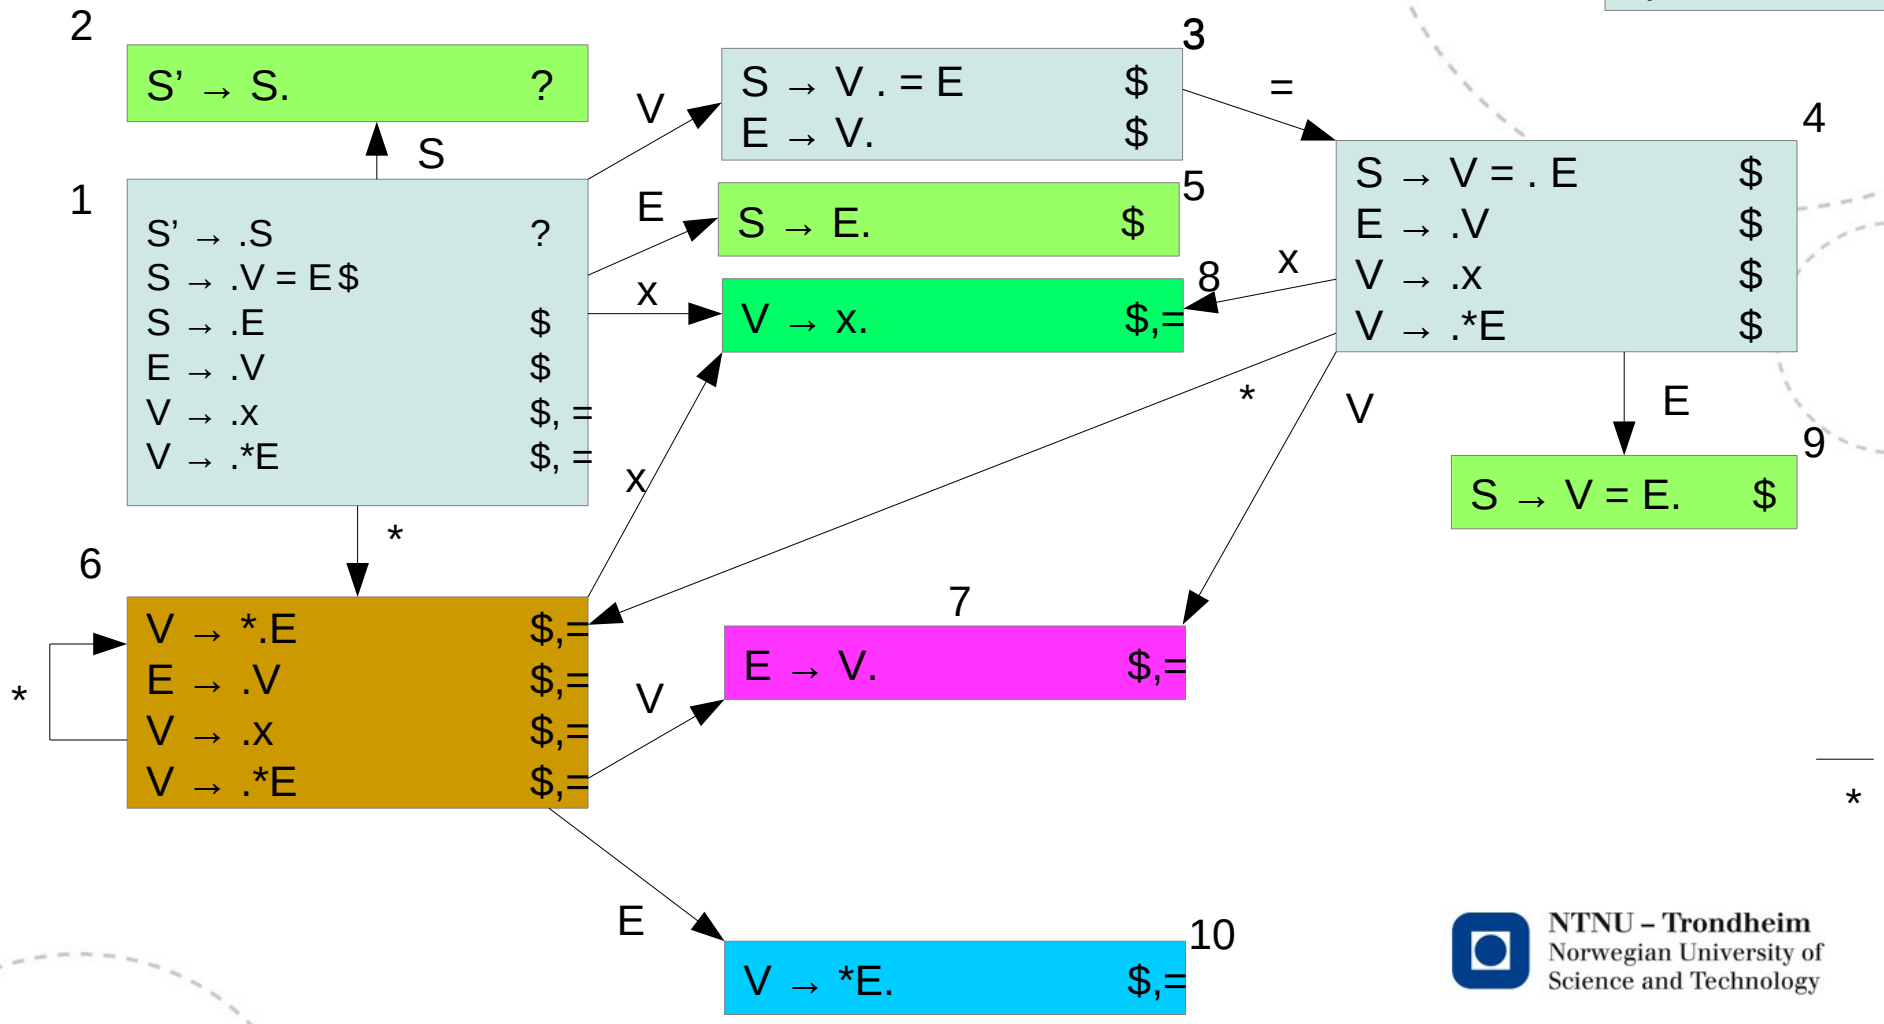 2
S’ → S. ?
S
1
S’ → .S ?
S → .V = E $
S → .E $
E → .V $
V → .x $, =
V → .*E $, =
V
E
x
3
S → V . = E $
E → V. $
=
5
S → E. $
8
V → x. $,=
x
4
S → V = . E $
E → .V $
V → .x $
V → .*E $
*
V
E
9
S → V = E. $
*
x
6
V → *.E $,=
E → .V $,=
V → .x $,=
V → .*E $,=
*
V
7
E → V. $,=
E
10
V → *E. $,=
*
NTNU – Trondheim
Norwegian University of
Science and Technology